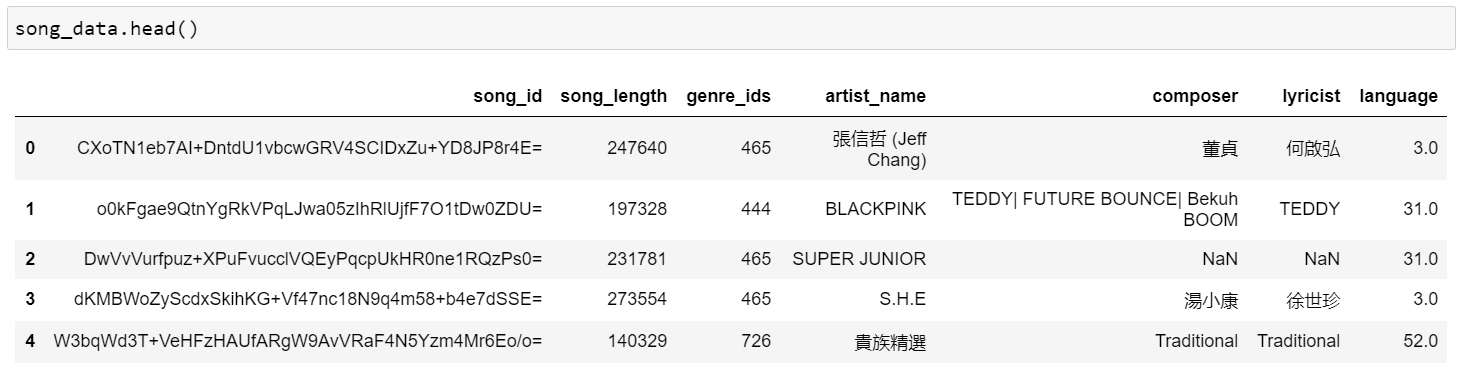 song_data.head()
song_id song_length genre_ids artist_name composer lyricist language
0 CXoTN1eb7AI+DntdU1vbcwGRV4SCIDxZu+YD8JP8r4E= 247640 465 張信哲 (Jeff Chang) 董貞 何啟弘 3.0
1 o0kFgae9QtnYgRkVPqLJwa05zIhRlUjfF7O1tDw0ZDU= 197328 444 BLACKPINK TEDDY| FUTURE BOUNCE| Bekuh BOOM TEDDY 31.0
2 DwVvVurfpuz+XPuFvucclVQEyPqcpUkHR0ne1RQzPs0= 231781 465 SUPER JUNIOR NaN NaN 31.0
3 dKMBWoZyScdxSkihKG+Vf47nc18N9q4m58+b4e7dSSE= 273554 465 S.H.E 湯小康 徐世珍 3.0
4 W3bqWd3T+VeHFzHAUfARgW9AvVRaF4N5Yzm4Mr6Eo/o= 140329 726 貴族精選 Traditional Traditional 52.0